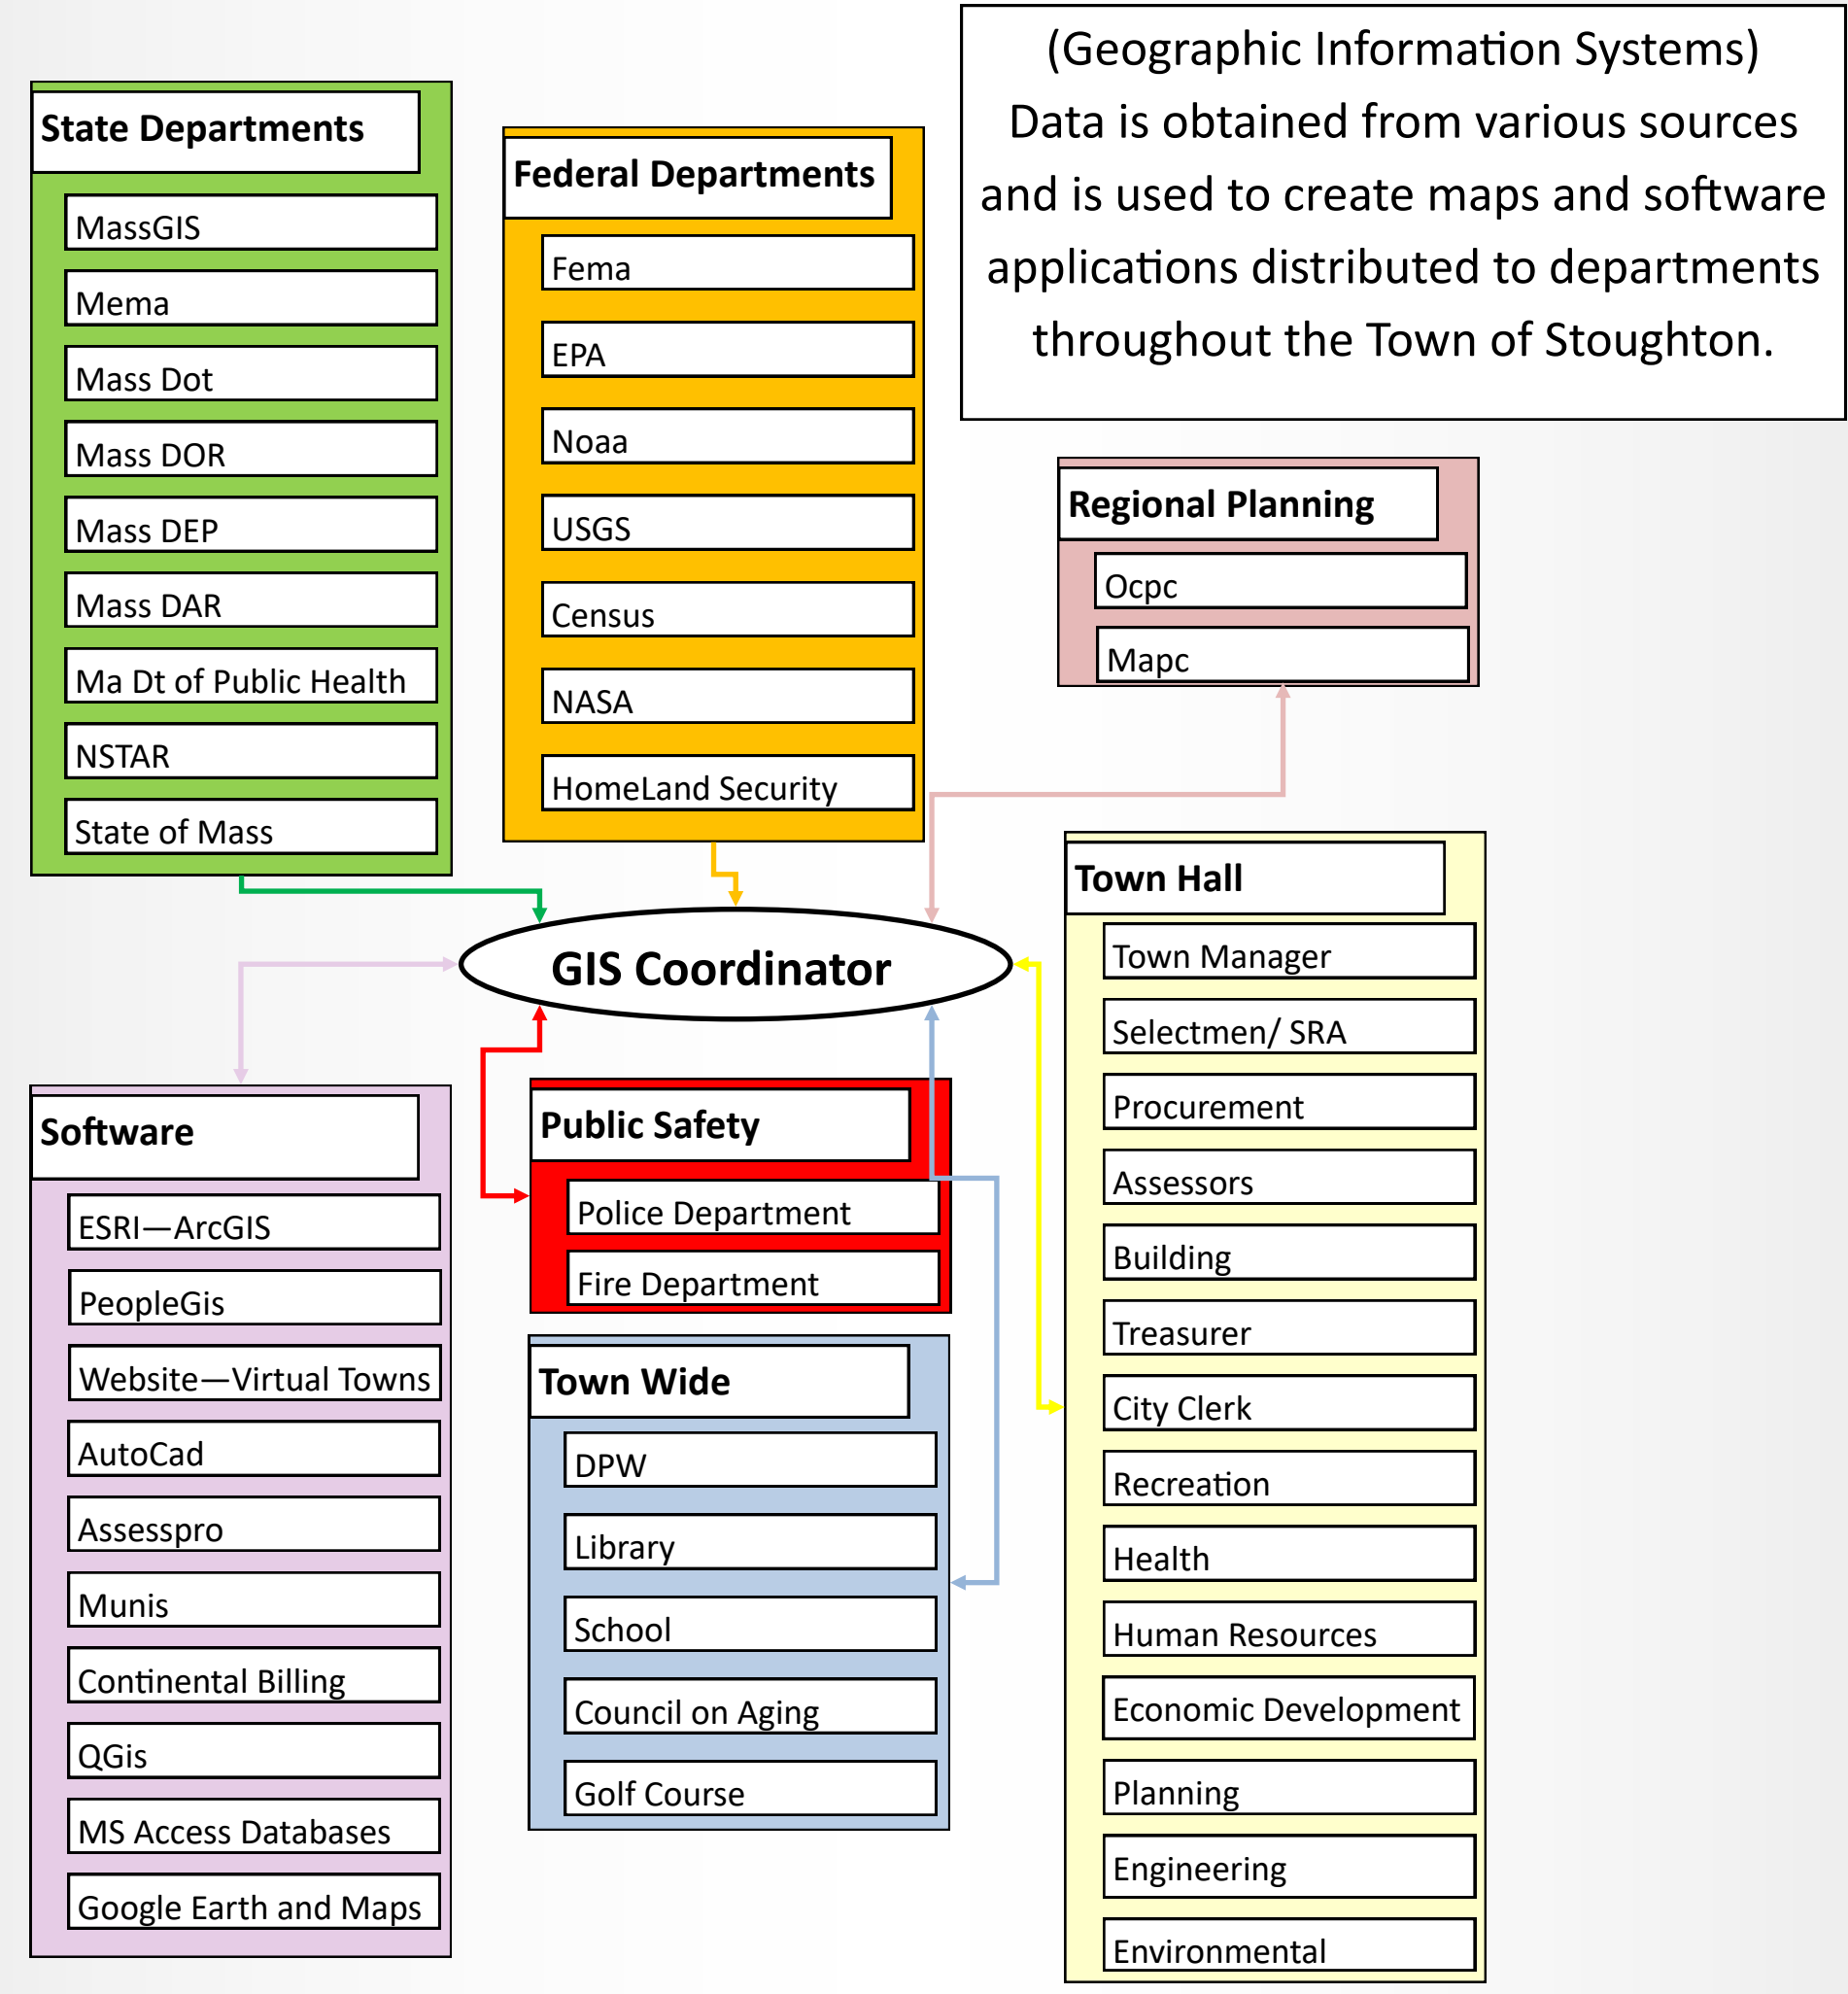 (Geographic Information Systems)
Data is obtained from various sources
and is used to create maps and software
applications distributed to departments
throughout the Town of Stoughton.
State Departments
MassGIS
Mema
Mass Dot
Mass DOR
Mass DEP
Mass DAR
Ma Dt of Public Health
NSTAR
State of Mass
Federal Departments
Fema
EPA
Noaa
USGS
Census
NASA
HomeLand Security
Regional Planning
Ocpc
Mapc
GIS Coordinator
Software
ESRI—ArcGIS
PeopleGis
Website—Virtual Towns
AutoCad
Assesspro
Munis
Continental Billing
QGis
MS Access Databases
Google Earth and Maps
Public Safety
Police Department
Fire Department
Town Wide
DPW
Library
School
Council on Aging
Golf Course
Town Hall
Town Manager
Selectmen/ SRA
Procurement
Assessors
Building
Treasurer
City Clerk
Recreation
Health
Human Resources
Economic Development
Planning
Engineering
Environmental